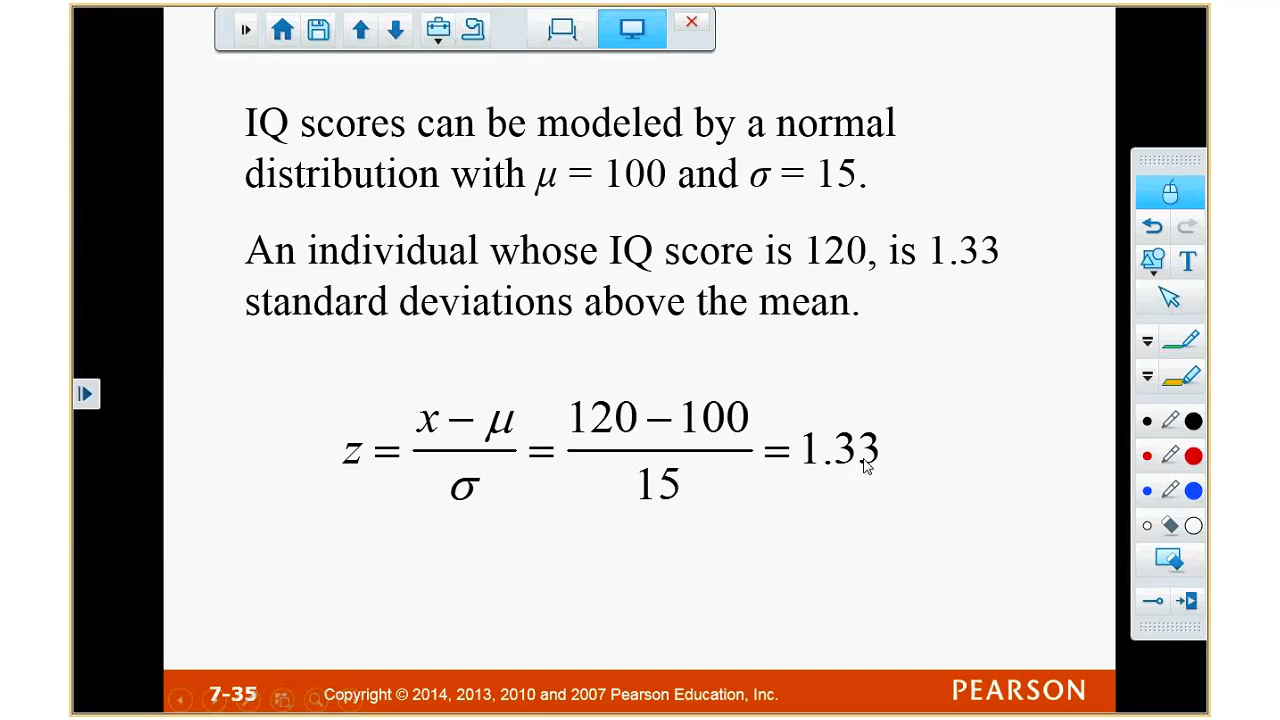 IQ scores can be modeled by a normal
distribution with μ = 100 and σ = 15.
An individual whose IQ score is 120, is 1.33
standard deviations above the mean.
z = (x − μ)/σ = (120 − 100)/15 = 1.33
T
7-35 Copyright © 2014, 2013, 2010 and 2007 Pearson Education, Inc. PEARSON